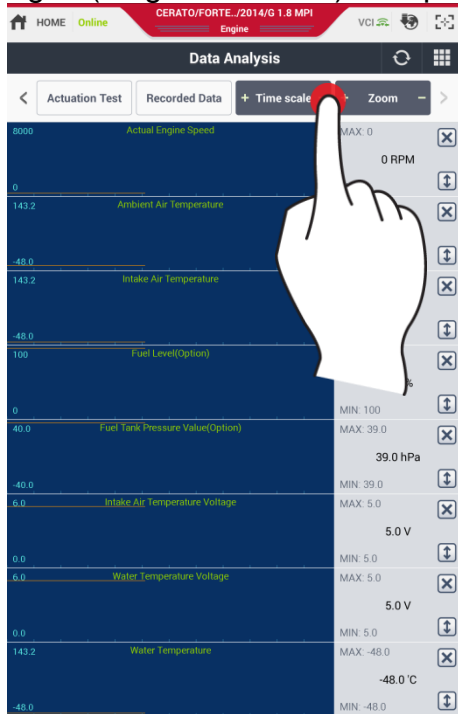 CERATO/FORTE../2014/G 1.8 MPI
HOME Online Engine VCI
Data Analysis
< Actuation Test Recorded Data + Time scale + Zoom − >
8000 Actual Engine Speed MAX: 0
0 RPM
0
143.2 Ambient Air Temperature
-48.0
143.2 Intake Air Temperature
-48.0
100 Fuel Level(Option)
%
0 MIN: 100
40.0 Fuel Tank Pressure Value(Option) MAX: 39.0
39.0 hPa
-40.0 MIN: 39.0
6.0 Intake Air Temperature Voltage MAX: 5.0
5.0 V
0.0 MIN: 5.0
6.0 Water Temperature Voltage MAX: 5.0
5.0 V
0.0 MIN: 5.0
143.2 Water Temperature MAX: -48.0
-48.0 'C
-48.0 MIN: -48.0